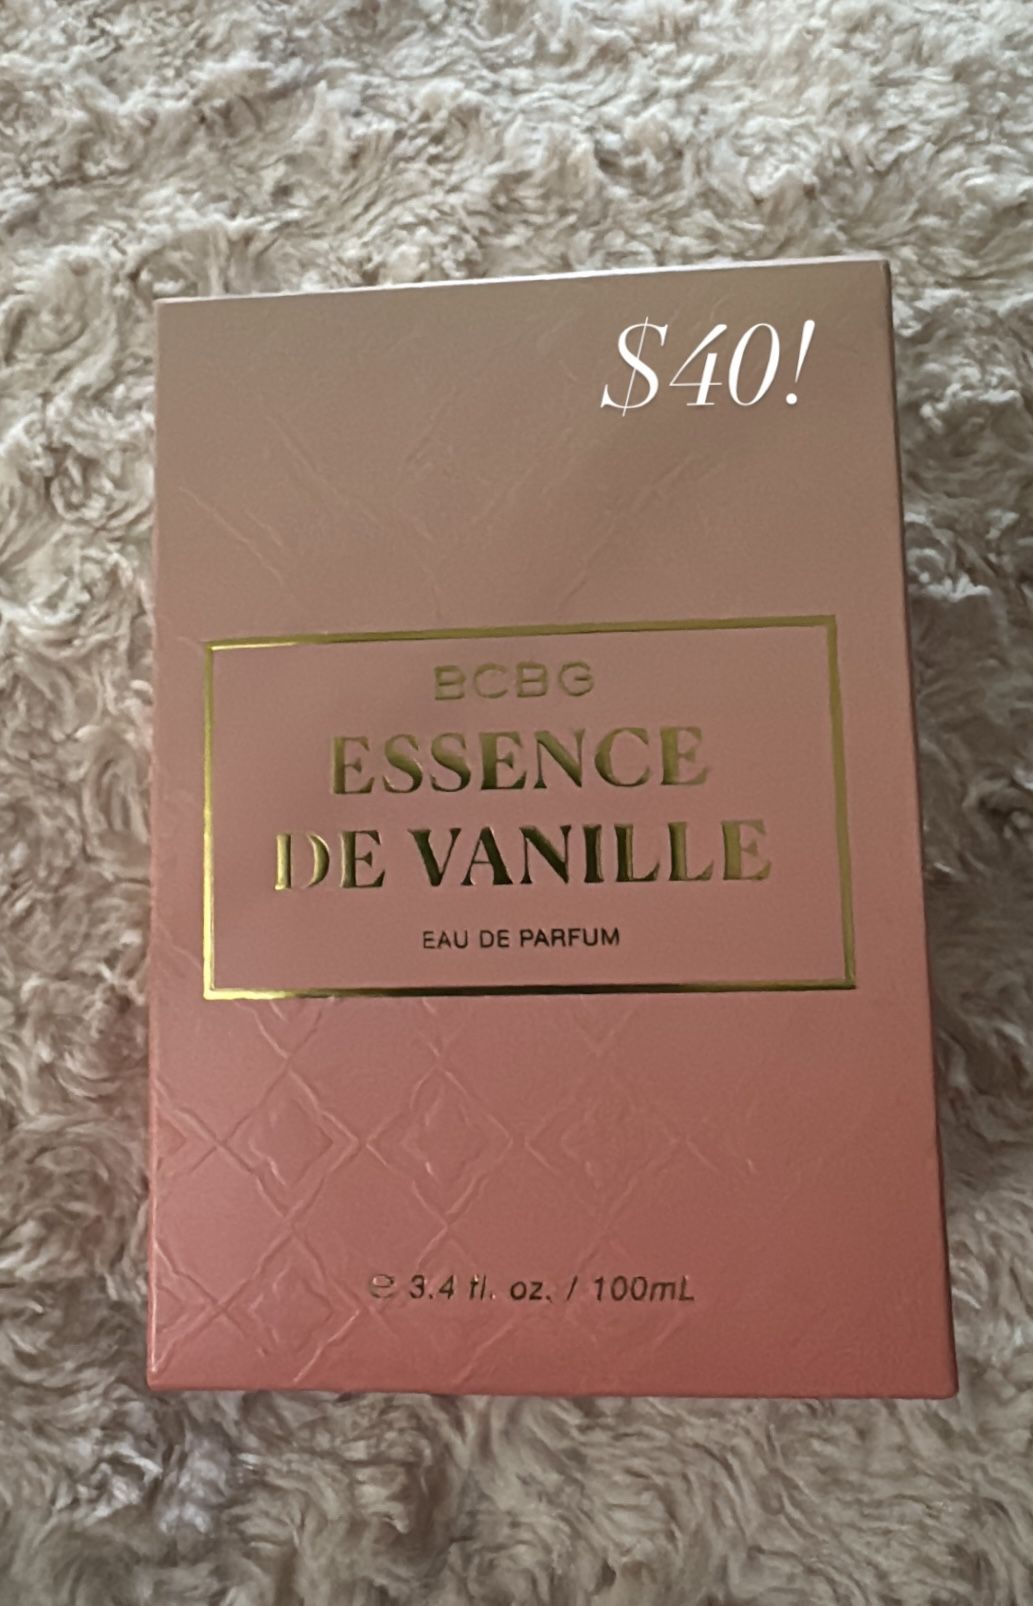 $40!
BCBG
ESSENCE
DE VANILLE
EAU DE PARFUM
℮ 3.4 fl. oz. / 100mL